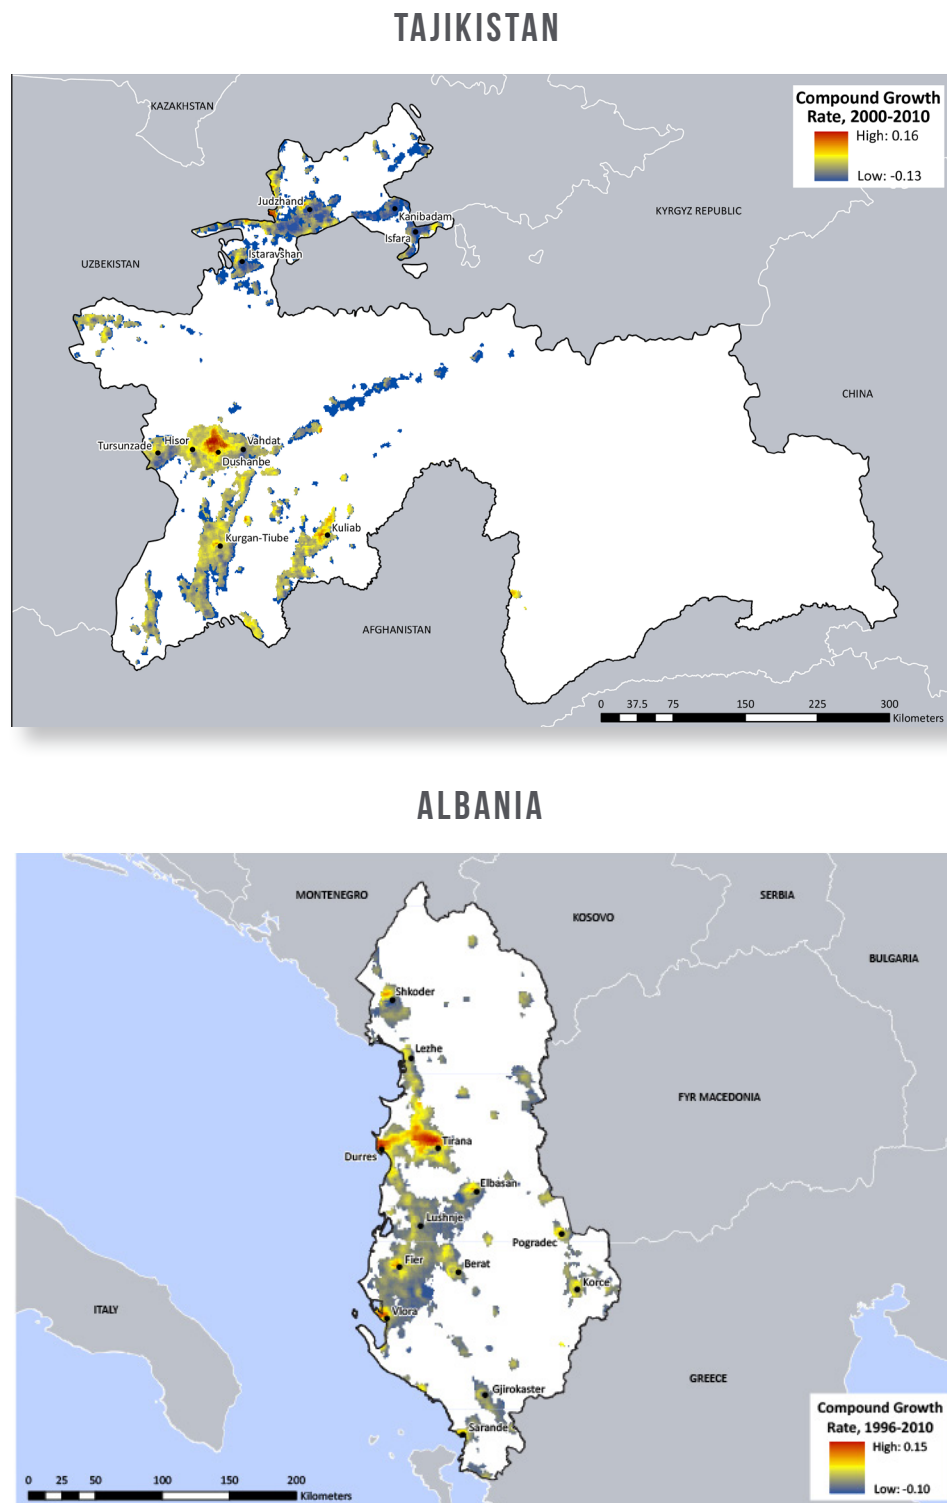 TAJIKISTAN
KAZAKHSTAN
Compound Growth
Rate, 2000-2010
High: 0.16
Low: -0.13
Judzhand
Kanibadam
KYRGYZ REPUBLIC
Isfara
UZBEKISTAN
Istaravshan
CHINA
Tursunzade
Hisor
Vahdat
Dushanbe
Kuliab
Kurgan-Tiube
AFGHANISTAN
0 37.5 75 150 225 300
Kilometers
ALBANIA
MONTENEGRO
KOSOVO
SERBIA
BULGARIA
Shkoder
Lezhe
FYR MACEDONIA
Tirana
Durres
Elbasan
Lushnje
Pogradec
Fier
Berat
Korce
ITALY
Vlora
GREECE
Gjirokaster
Sarande
Compound Growth
Rate, 1996-2010
High: 0.15
Low: -0.10
0 25 50 100 150 200
Kilometers